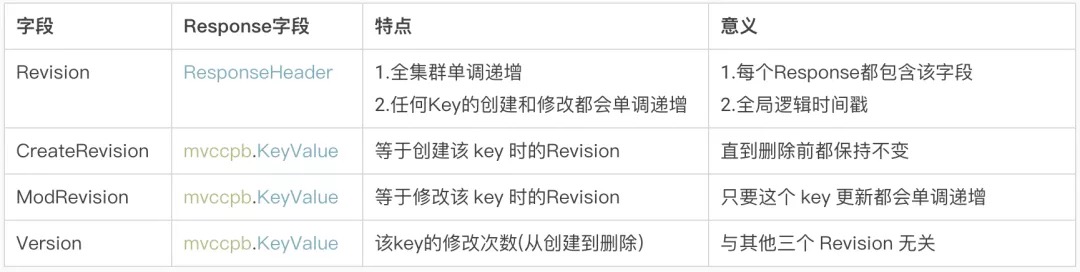 字段 Response字段 特点 意义
Revision ResponseHeader 1.全集群单调递增 1.每个Response都包含该字段
2.任何Key的创建和修改都会单调递增 2.全局逻辑时间戳
CreateRevision mvccpb.KeyValue 等于创建该 key 时的Revision 直到删除前都保持不变
ModRevision mvccpb.KeyValue 等于修改该 key 时的Revision 只要这个 key 更新都会单调递增
Version mvccpb.KeyValue 该key的修改次数(从创建到删除) 与其他三个 Revision 无关